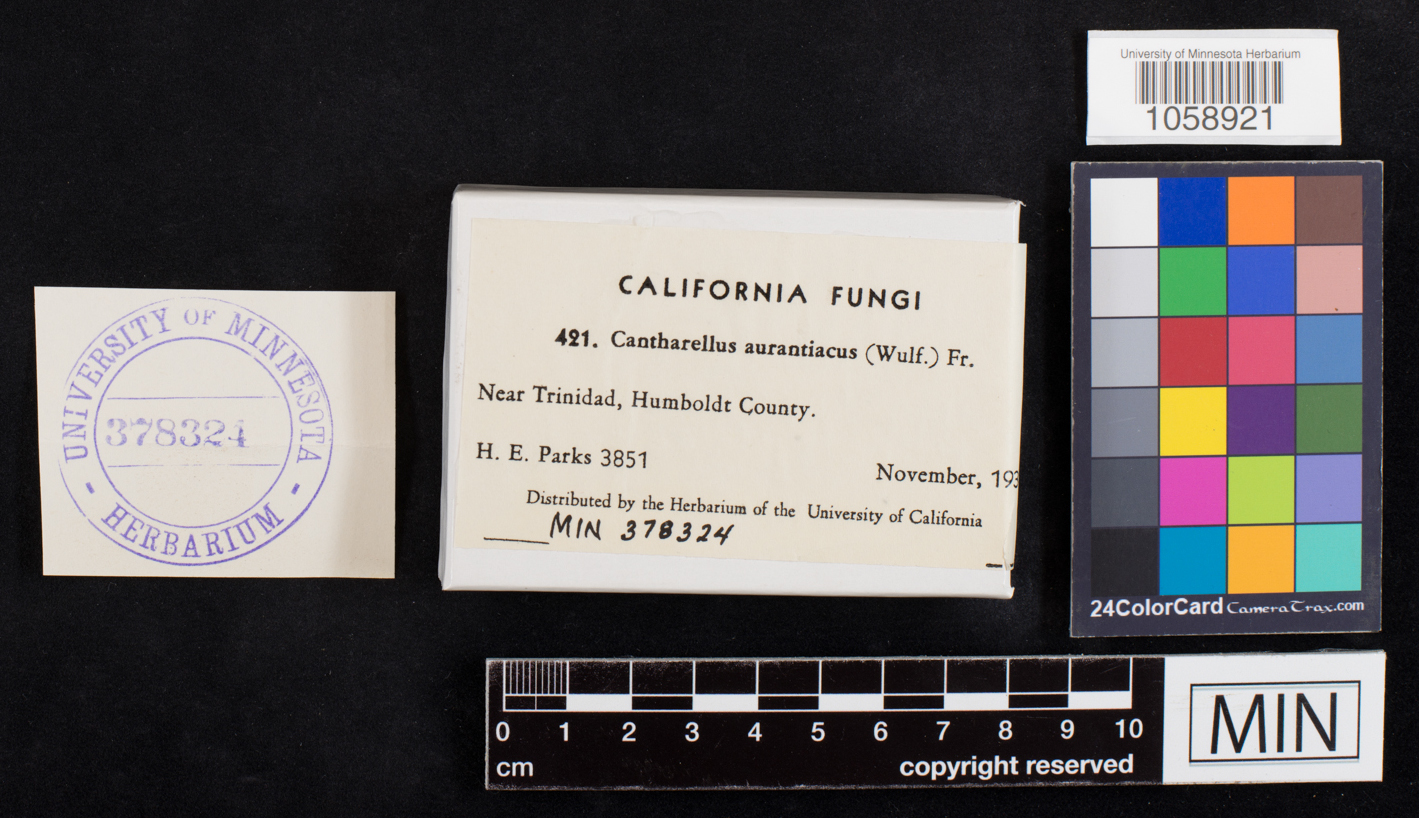 University of Minnesota Herbarium
1058921
UNIVERSITY OF MINNESOTA
378324
- HERBARIUM -
CALIFORNIA FUNGI
421. Cantharellus aurantiacus (Wulf.) Fr.
Near Trinidad, Humboldt County.
H. E. Parks 3851
November, 193
Distributed by the Herbarium of the University of California
MIN 378324
24ColorCard CameraTrax.com
0 1 2 3 4 5 6 7 8 9 10
cm
copyright reserved
MIN